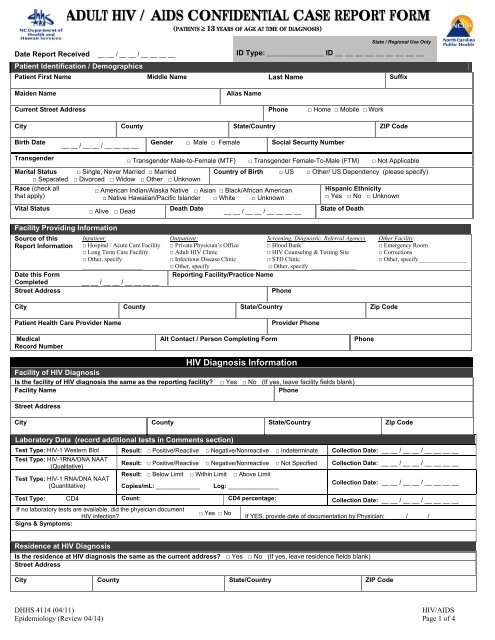 ADULT HIV / AIDS CONFIDENTIAL CASE REPORT FORM
(PATIENTS ≥ 13 YEARS OF AGE AT TIME OF DIAGNOSIS)
NC Department of
Health and
Human Services
NCPH
North Carolina
Public Health
State / Regional Use Only
Date Report Received __ __ / __ __ / __ __ __ __ ID Type: ______________ ID __ __ __ __ __ __ __ __ __
Patient Identification / Demographics
Patient First Name Middle Name Last Name Suffix
Maiden Name Alias Name
Current Street Address Phone □ Home □ Mobile □ Work
City County State/Country ZIP Code
Birth Date __ __ / __ __ / __ __ __ __ Gender □ Male □ Female Social Security Number
Transgender □ Transgender Male-to-Female (MTF) □ Transgender Female-To-Male (FTM) □ Not Applicable
Marital Status □ Single, Never Married □ Married Country of Birth □ US □ Other/ US Dependency (please specify)
□ Separated □ Divorced □ Widow □ Other □ Unknown
Race (check all that apply) □ American Indian/Alaska Native □ Asian □ Black/African American Hispanic Ethnicity
□ Native Hawaiian/Pacific Islander □ White □ Unknown □ Yes □ No □ Unknown
Vital Status □ Alive □ Dead Death Date __ __ / __ __ / __ __ __ __ State of Death
Facility Providing Information
Source of this Report Information
Inpatient: Outpatient: Screening, Diagnostic, Referral Agency: Other Facility:
□ Hospital / Acute Care Facility □ Private Physician's Office □ Blood Bank □ Emergency Room
□ Long Term Care Facility □ Adult HIV Clinic □ HIV Counseling & Testing Site □ Corrections
□ Other, specify □ Infectious Disease Clinic □ STD Clinic □ Other, specify________________
_______________ □ Other, specify______________ □ Other, specify_______________
Date this Form Completed __ __ / __ __ / __ __ __ __ Reporting Facility/Practice Name
Street Address Phone
City County State/Country Zip Code
Patient Health Care Provider Name Provider Phone
Medical Record Number Alt Contact / Person Completing Form Phone
HIV Diagnosis Information
Facility of HIV Diagnosis
Is the facility of HIV diagnosis the same as the reporting facility? □ Yes □ No (If yes, leave facility fields blank)
Facility Name Phone
Street Address
City County State/Country Zip Code
Laboratory Data (record additional tests in Comments section)
Test Type: HIV-1 Western Blot Result: □ Positive/Reactive □ Negative/Nonreactive □ Indeterminate Collection Date: __ __ / __ __ / __ __ __ __
Test Type: HIV-1RNA/DNA NAAT (Qualitative) Result: □ Positive/Reactive □ Negative/Nonreactive □ Not Specified Collection Date: __ __ / __ __ / __ __ __ __
Test Type: HIV-1 RNA/DNA NAAT (Quantitative) Result: □ Below Limit □ Within Limit □ Above Limit Collection Date: __ __ / __ __ / __ __ __ __
Copies/mL: _____________ Log: _______________
Test Type: CD4 Count: CD4 percentage: Collection Date: __ __ / __ __ / __ __ __ __
If no laboratory tests are available, did the physician document HIV infection? □ Yes □ No If YES, provide date of documentation by Physician: / /
Signs & Symptoms:
Residence at HIV Diagnosis
Is the residence at HIV diagnosis the same as the current address? □ Yes □ No (If yes, leave residence fields blank)
Street Address
City County State/Country ZIP Code
DHHS 4114 (04/11) HIV/AIDS
Epidemiology (Review 04/14) Page 1 of 4